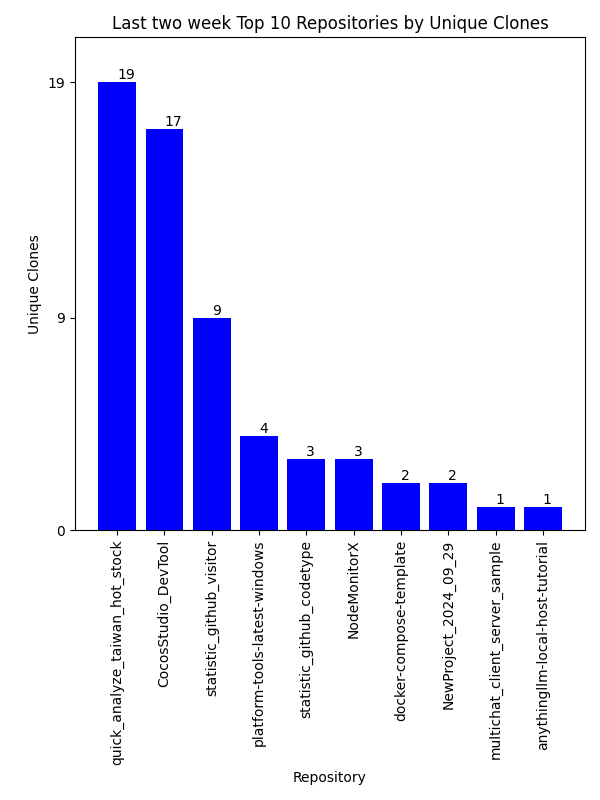 Last two week Top 10 Repositories by Unique Clones
19
17
9
4
3
3
2
2
1
1
19
9
0
Unique Clones
quick_analyze_taiwan_hot_stock
CocosStudio_DevTool
statistic_github_visitor
platform-tools-latest-windows
statistic_github_codetype
NodeMonitorX
docker-compose-template
NewProject_2024_09_29
multichat_client_server_sample
anythingllm-local-host-tutorial
Repository